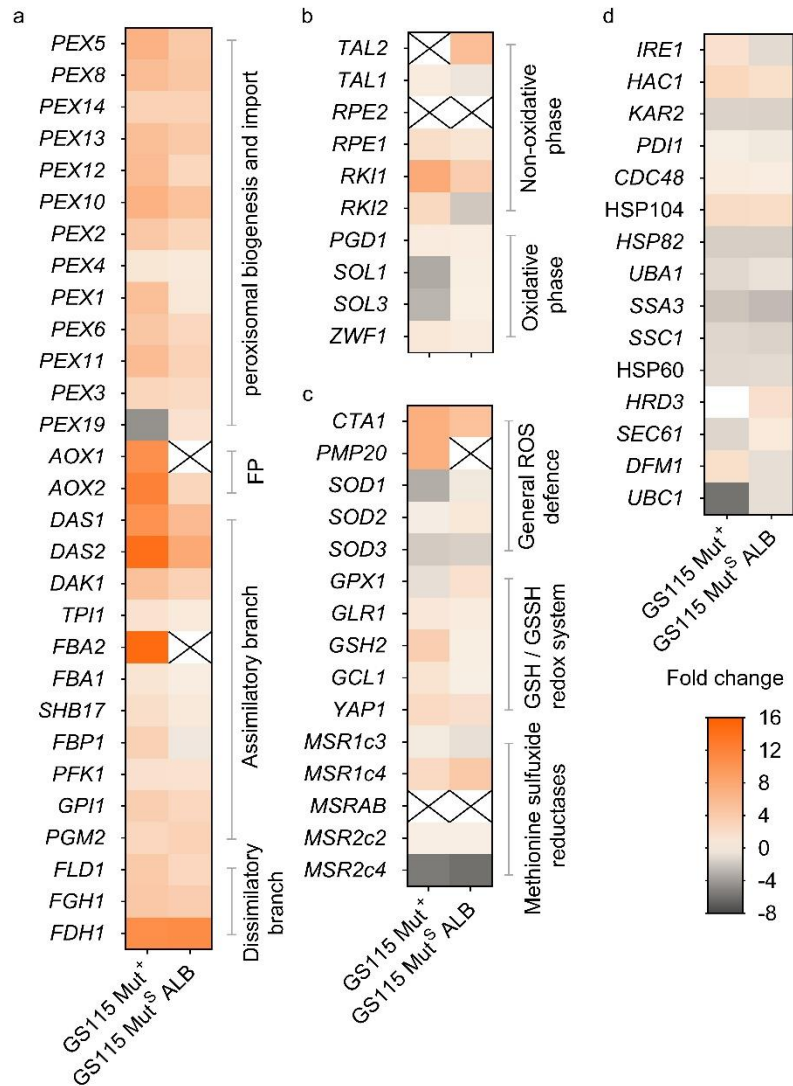 a
PEX5
PEX8
PEX14
PEX13
PEX12
PEX10
PEX2
PEX4
PEX1
PEX6
PEX11
PEX3
PEX19
AOX1
AOX2
DAS1
DAS2
DAK1
TPI1
FBA2
FBA1
SHB17
FBP1
PFK1
GPI1
PGM2
FLD1
FGH1
FDH1
peroxisomal biogenesis and import
FP
Assimilatory branch
Dissimilatory
branch
GS115 Mut+
GS115 MutS ALB
b
TAL2
TAL1
RPE2
RPE1
RKI1
RKI2
PGD1
SOL1
SOL3
ZWF1
Non-oxidative
phase
Oxidative
phase
c
CTA1
PMP20
SOD1
SOD2
SOD3
GPX1
GLR1
GSH2
GCL1
YAP1
MSR1c3
MSR1c4
MSRAB
MSR2c2
MSR2c4
General ROS
defence
GSH / GSSH
redox system
Methionine sulfuxide
reductases
GS115 Mut+
GS115 MutS ALB
d
IRE1
HAC1
KAR2
PDI1
CDC48
HSP104
HSP82
UBA1
SSA3
SSC1
HSP60
HRD3
SEC61
DFM1
UBC1
GS115 Mut+
GS115 MutS ALB
Fold change
16
12
8
4
0
-4
-8